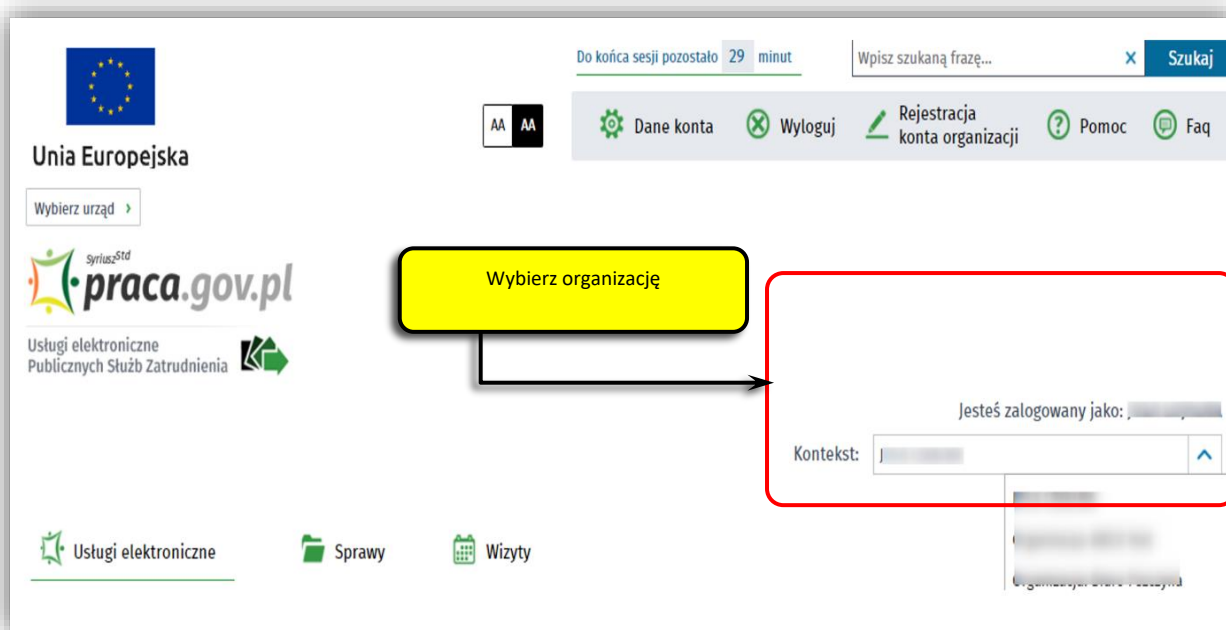 Do końca sesji pozostało 29 minut
Wpisz szukaną frazę...
x
Szukaj
AA AA
Dane konta
Wyloguj
Rejestracja
konta organizacji
Pomoc
Faq
Unia Europejska
Wybierz urząd
Syriusz Std
praca.gov.pl
Usługi elektroniczne
Publicznych Służb Zatrudnienia
Wybierz organizację
Jesteś zalogowany jako:
Kontekst:
Usługi elektroniczne
Sprawy
Wizyty